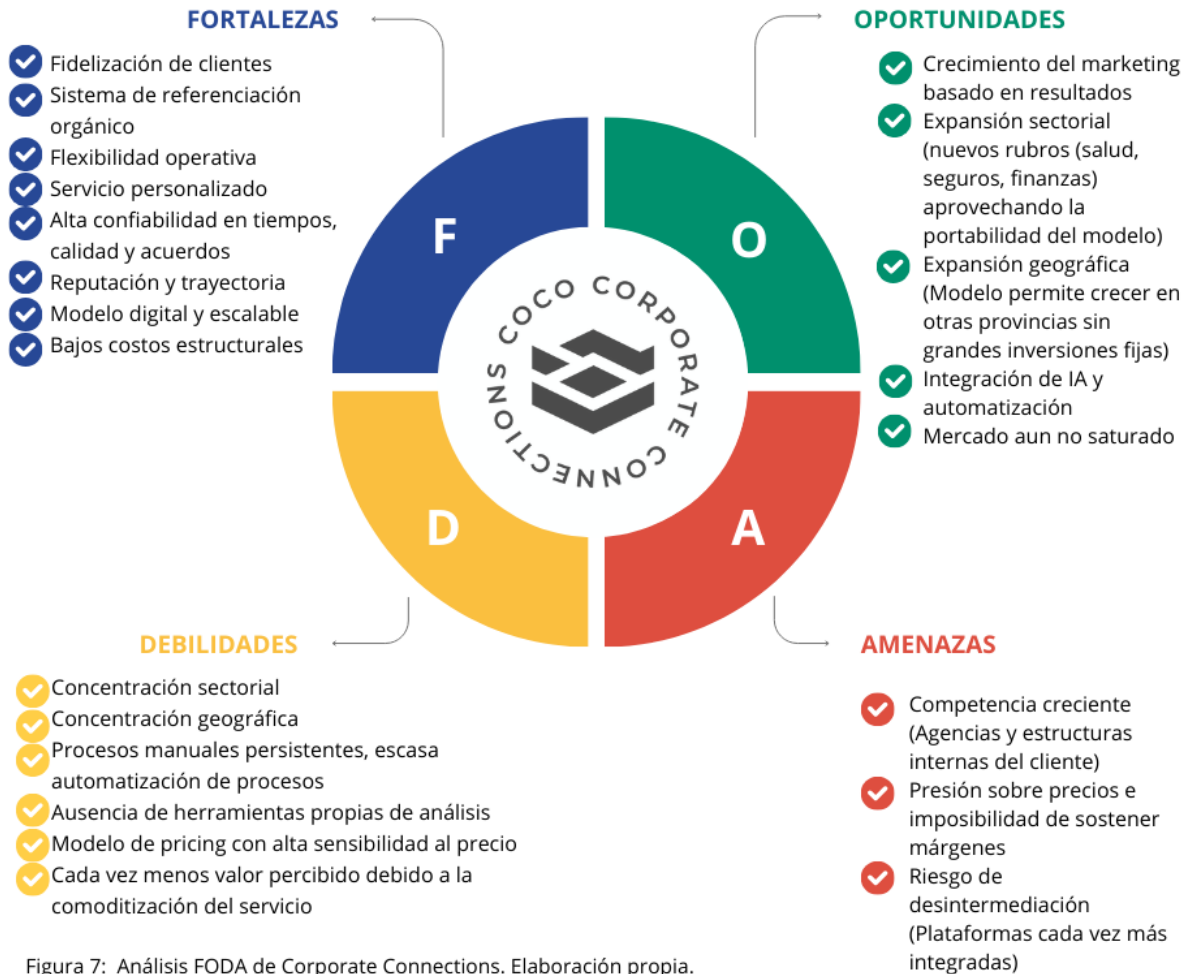 FORTALEZAS
Fidelización de clientes
Sistema de referenciación
orgánico
Flexibilidad operativa
Servicio personalizado
Alta confiabilidad en tiempos,
calidad y acuerdos
Reputación y trayectoria
Modelo digital y escalable
Bajos costos estructurales
OPORTUNIDADES
Crecimiento del marketing
basado en resultados
Expansión sectorial
(nuevos rubros (salud,
seguros, finanzas)
aprovechando la
portabilidad del modelo)
Expansión geográfica
(Modelo permite crecer en
otras provincias sin
grandes inversiones fijas)
Integración de IA y
automatización
Mercado aun no saturado
F
O
COCO CORPORATE CONNECTIONS
D
A
DEBILIDADES
Concentración sectorial
Concentración geográfica
Procesos manuales persistentes, escasa
automatización de procesos
Ausencia de herramientas propias de análisis
Modelo de pricing con alta sensibilidad al precio
Cada vez menos valor percibido debido a la
comoditización del servicio
AMENAZAS
Competencia creciente
(Agencias y estructuras
internas del cliente)
Presión sobre precios e
imposibilidad de sostener
márgenes
Riesgo de
desintermediación
(Plataformas cada vez más
integradas)
Figura 7: Análisis FODA de Corporate Connections. Elaboración propia.